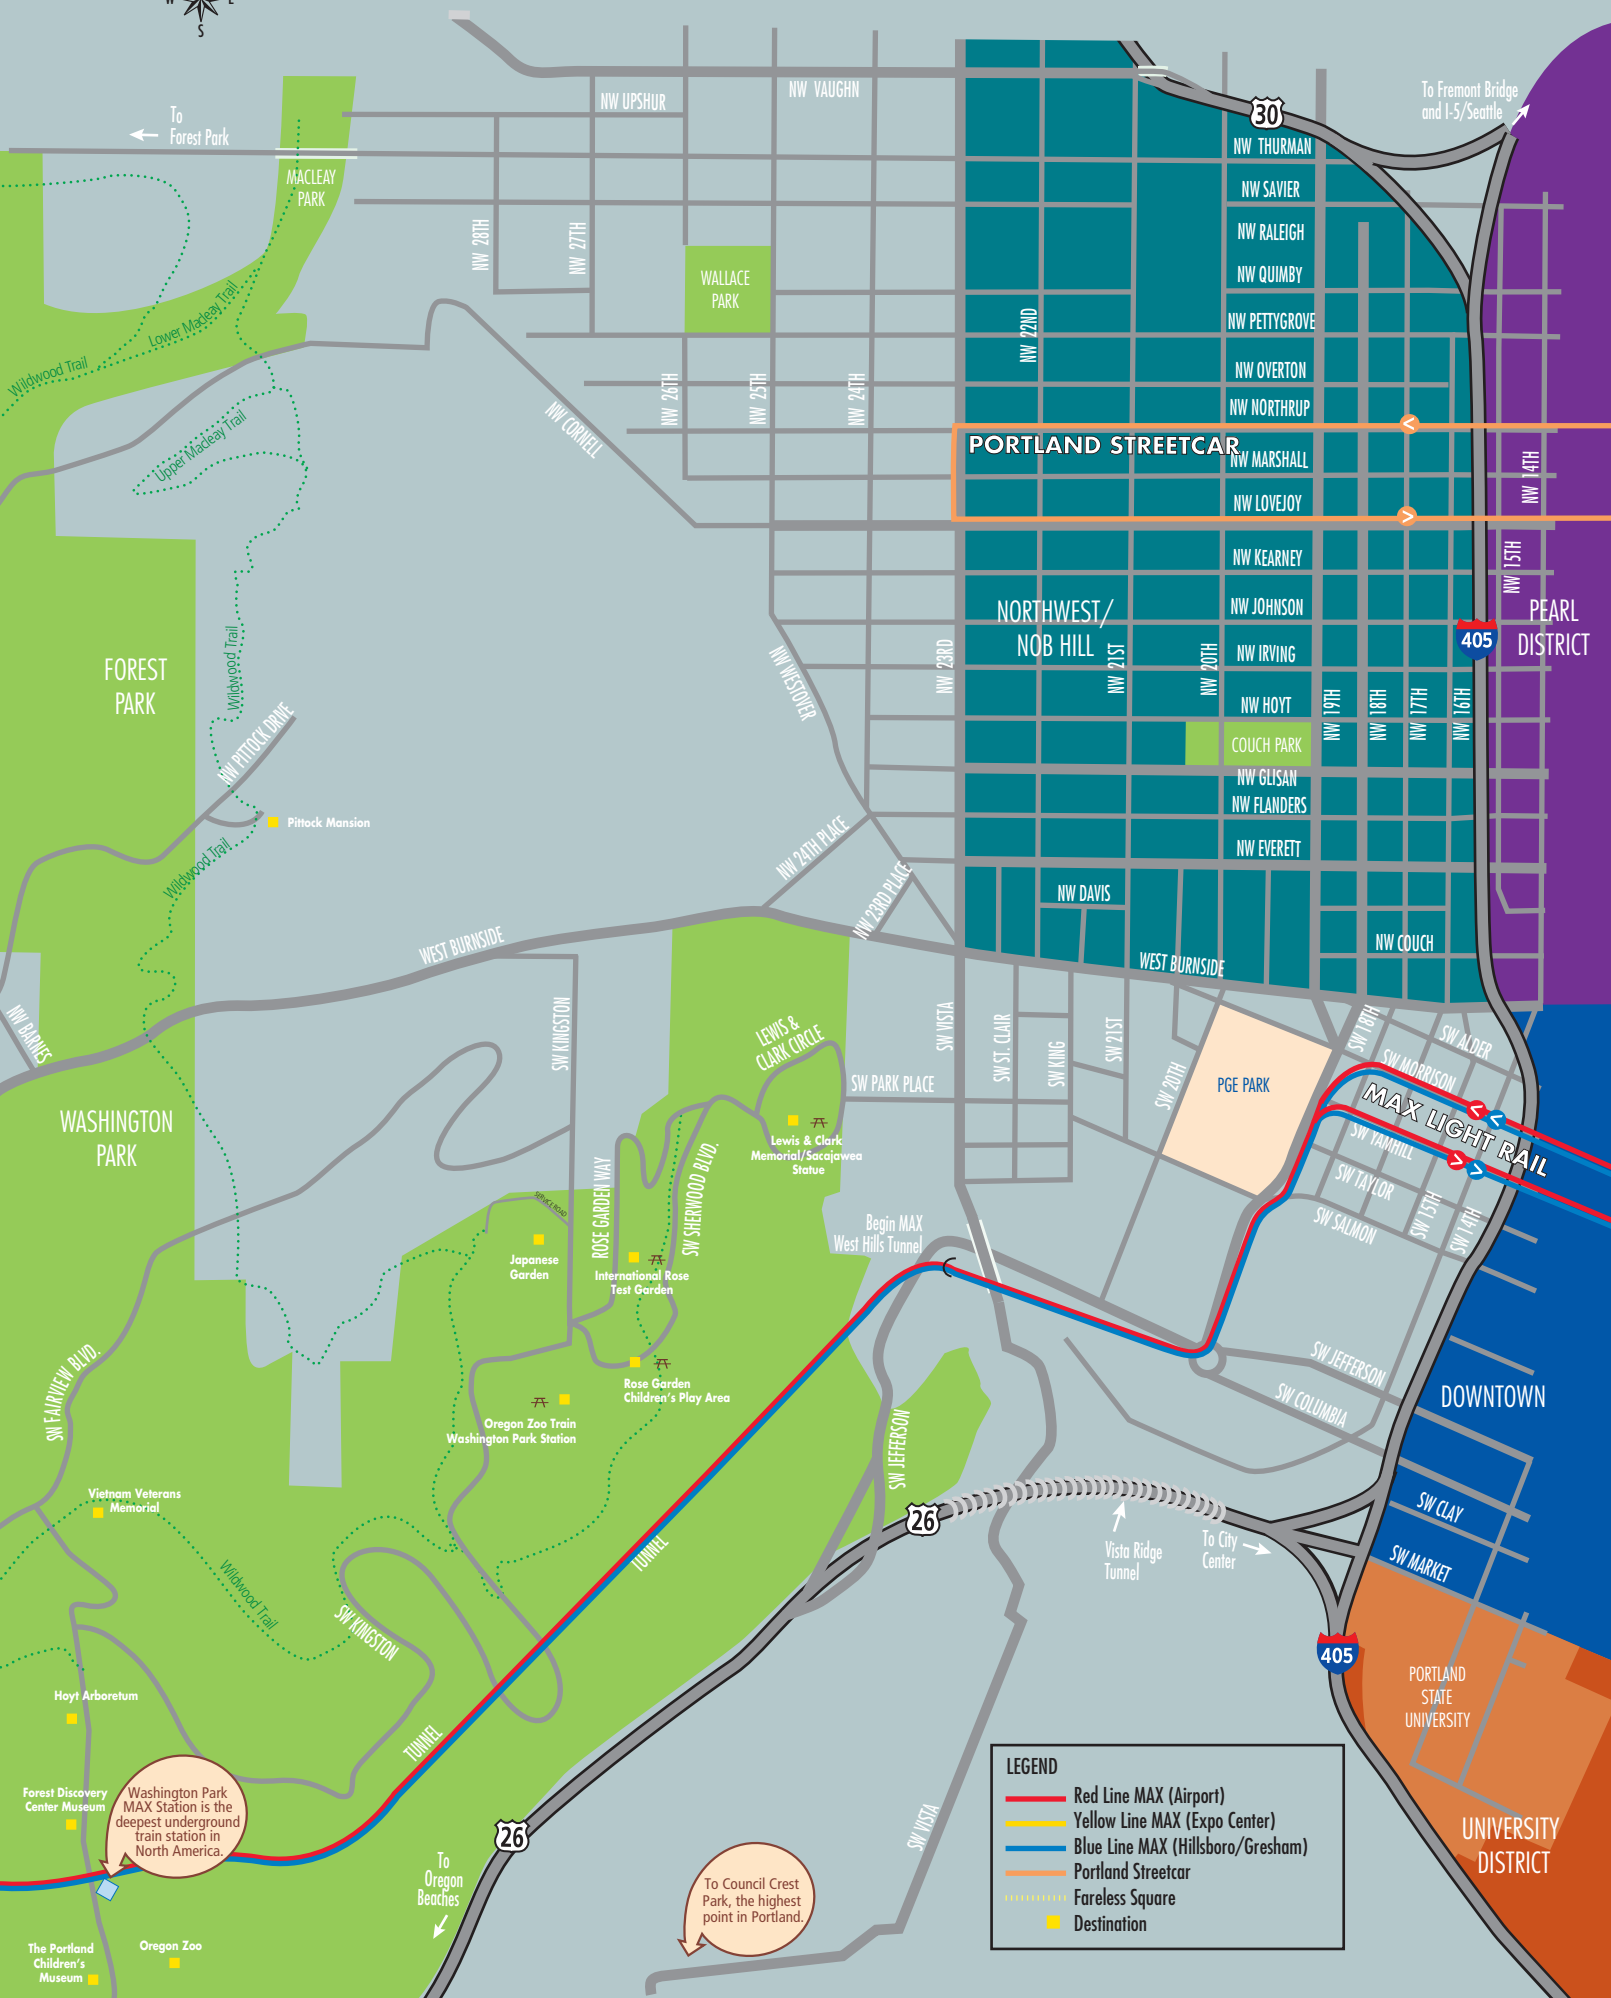 W
E
S
To
Forest Park
MACLEAY
PARK
NW UPSHUR
NW VAUGHN
30
To Fremont Bridge
and I-5/Seattle
NW THURMAN
NW SAVIER
NW RALEIGH
NW QUIMBY
NW PETTYGROVE
NW OVERTON
NW NORTHRUP
NW MARSHALL
NW LOVEJOY
NW KEARNEY
NW JOHNSON
NW IRVING
NW HOYT
COUCH PARK
NW GLISAN
NW FLANDERS
NW EVERETT
NW DAVIS
NW COUCH
NW 28TH
NW 27TH
WALLACE
PARK
NW 26TH
NW 25TH
NW 24TH
NW 23RD
NW 22ND
NW 21ST
NW 20TH
NW 19TH
NW 18TH
NW 17TH
NW 16TH
NW 15TH
NW 14TH
PORTLAND STREETCAR
<
>
Lower Macleay Trail
Wildwood Trail
Upper Macleay Trail
NW CORNELL
NORTHWEST/
NOB HILL
405
PEARL
DISTRICT
FOREST
PARK
Wildwood Trail
NW PITTOCK DRIVE
Pittock Mansion
Wildwood Trail
NW WESTOVER
NW 24TH PLACE
NW 23RD PLACE
WEST BURNSIDE
WEST BURNSIDE
NW BARNES
WASHINGTON
PARK
SW KINGSTON
LEWIS &
CLARK CIRCLE
SW PARK PLACE
SW VISTA
SW ST. CLAIR
SW KING
SW 21ST
SW 20TH
PGE PARK
SW 18TH
SW ALDER
SW MORRISON
MAX LIGHT RAIL
SW YAMHILL
SW TAYLOR
SW SALMON
SW 15TH
SW 14TH
<
<
>
>
Lewis & Clark
Memorial/Sacajawea
Statue
SERVICE ROAD
ROSE GARDEN WAY
SW SHERWOOD BLVD.
Japanese
Garden
International Rose
Test Garden
Begin MAX
West Hills Tunnel
Rose Garden
Children's Play Area
Oregon Zoo Train
Washington Park Station
SW FAIRVIEW BLVD.
SW JEFFERSON
SW JEFFERSON
SW COLUMBIA
DOWNTOWN
SW CLAY
SW MARKET
26
Vista Ridge
Tunnel
To City
Center
405
PORTLAND
STATE
UNIVERSITY
UNIVERSITY
DISTRICT
Vietnam Veterans
Memorial
Wildwood Trail
SW KINGSTON
TUNNEL
TUNNEL
Hoyt Arboretum
Forest Discovery
Center Museum
Washington Park
MAX Station is the
deepest underground
train station in
North America.
26
To
Oregon
Beaches
To Council Crest
Park, the highest
point in Portland.
SW VISTA
The Portland
Children's
Museum
Oregon Zoo
LEGEND
Red Line MAX (Airport)
Yellow Line MAX (Expo Center)
Blue Line MAX (Hillsboro/Gresham)
Portland Streetcar
Fareless Square
Destination